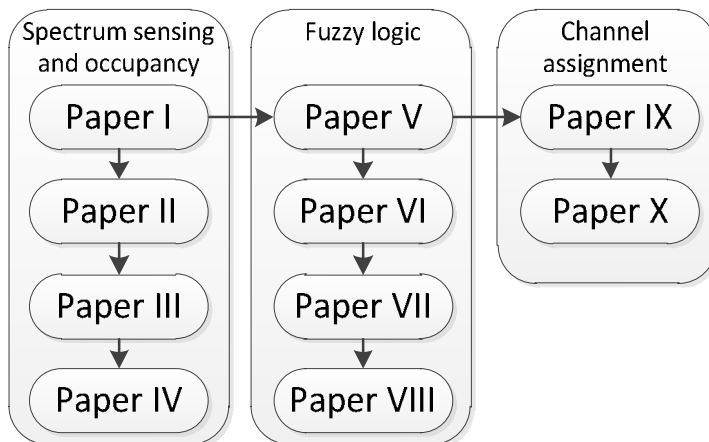 Spectrum sensing
and occupancy
Paper I
Paper II
Paper III
Paper IV
Fuzzy logic
Paper V
Paper VI
Paper VII
Paper VIII
Channel
assignment
Paper IX
Paper X